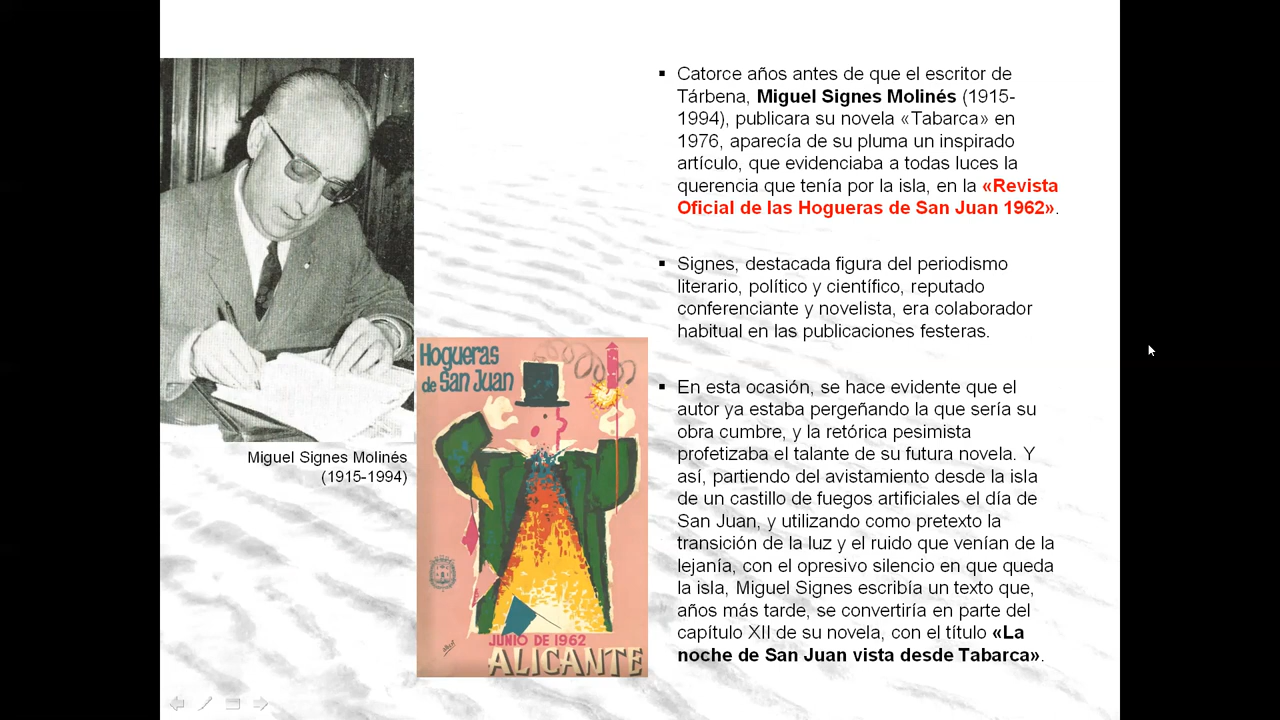 Catorce años antes de que el escritor de
Tárbena, Miguel Signes Molinés (1915-
1994), publicara su novela «Tabarca» en
1976, aparecía de su pluma un inspirado
artículo, que evidenciaba a todas luces la
querencia que tenía por la isla, en la «Revista
Oficial de las Hogueras de San Juan 1962».
Signes, destacada figura del periodismo
literario, político y científico, reputado
conferenciante y novelista, era colaborador
habitual en las publicaciones festeras.
En esta ocasión, se hace evidente que el
autor ya estaba pergeñando la que sería su
obra cumbre, y la retórica pesimista
profetizaba el talante de su futura novela. Y
así, partiendo del avistamiento desde la isla
de un castillo de fuegos artificiales el día de
San Juan, y utilizando como pretexto la
transición de la luz y el ruido que venían de la
lejanía, con el opresivo silencio en que queda
la isla, Miguel Signes escribía un texto que,
años más tarde, se convertiría en parte del
capítulo XII de su novela, con el título «La
noche de San Juan vista desde Tabarca».
Miguel Signes Molinés
(1915-1994)
Hogueras
de San Juan
JUNIO DE 1962
ALICANTE